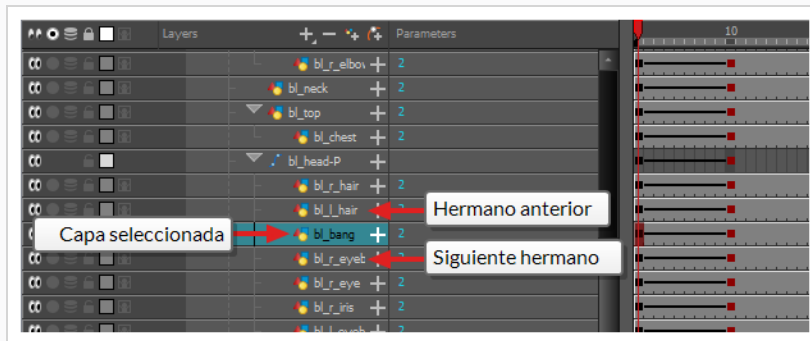 Layers Parameters 10
bl_r_elbov 2
bl_neck 2
bl_top 2
bl_chest 2
bl_head-P
bl_r_hair 2
bl_l_hair Hermano anterior
Capa seleccionada bl_bang 2
bl_r_eyeb Siguiente hermano
bl_r_eye 2
bl_r_iris 2